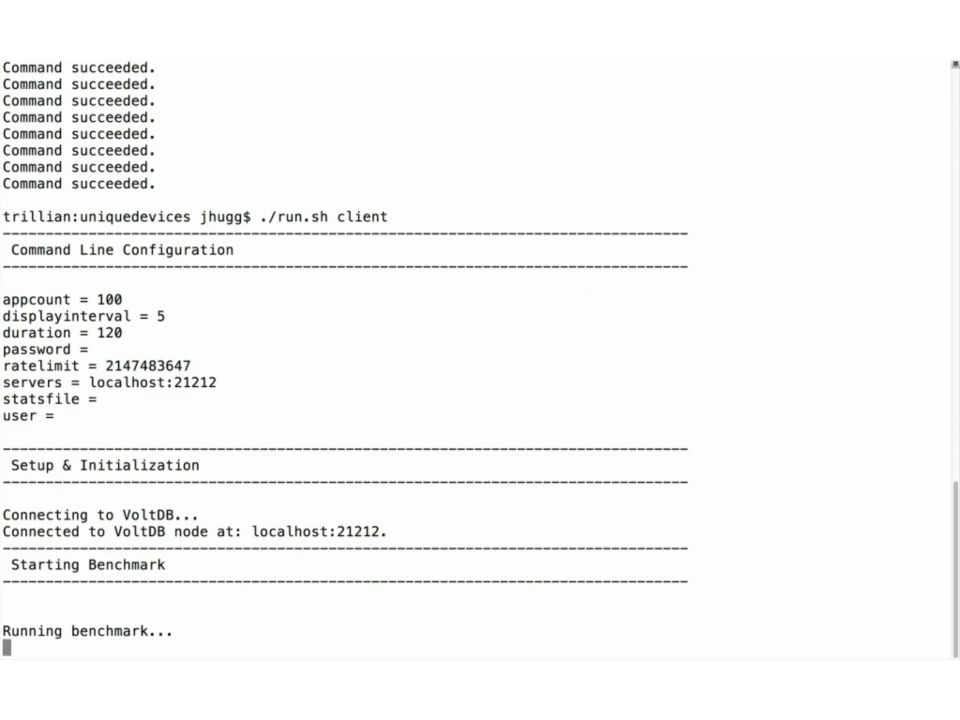 Command succeeded.
Command succeeded.
Command succeeded.
Command succeeded.
Command succeeded.
Command succeeded.
Command succeeded.
Command succeeded.
trillian:uniquedevices jhugg$ ./run.sh client
--------------------------------------------------------------------------------
Command Line Configuration
--------------------------------------------------------------------------------
appcount = 100
displayinterval = 5
duration = 120
password =
ratelimit = 2147483647
servers = localhost:21212
statsfile =
user =
--------------------------------------------------------------------------------
Setup & Initialization
--------------------------------------------------------------------------------
Connecting to VoltDB...
Connected to VoltDB node at: localhost:21212.
--------------------------------------------------------------------------------
Starting Benchmark
--------------------------------------------------------------------------------
Running benchmark...